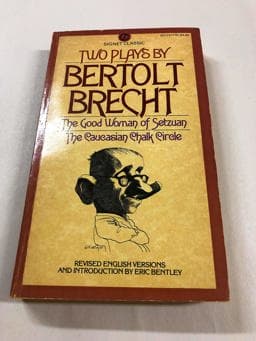 SIGNET CLASSIC
TWO PLAYS BY
BERTOLT
BRECHT
The Good Woman of Setzuan
The Caucasian Chalk Circle
REVISED ENGLISH VERSIONS
AND INTRODUCTION BY ERIC BENTLEY